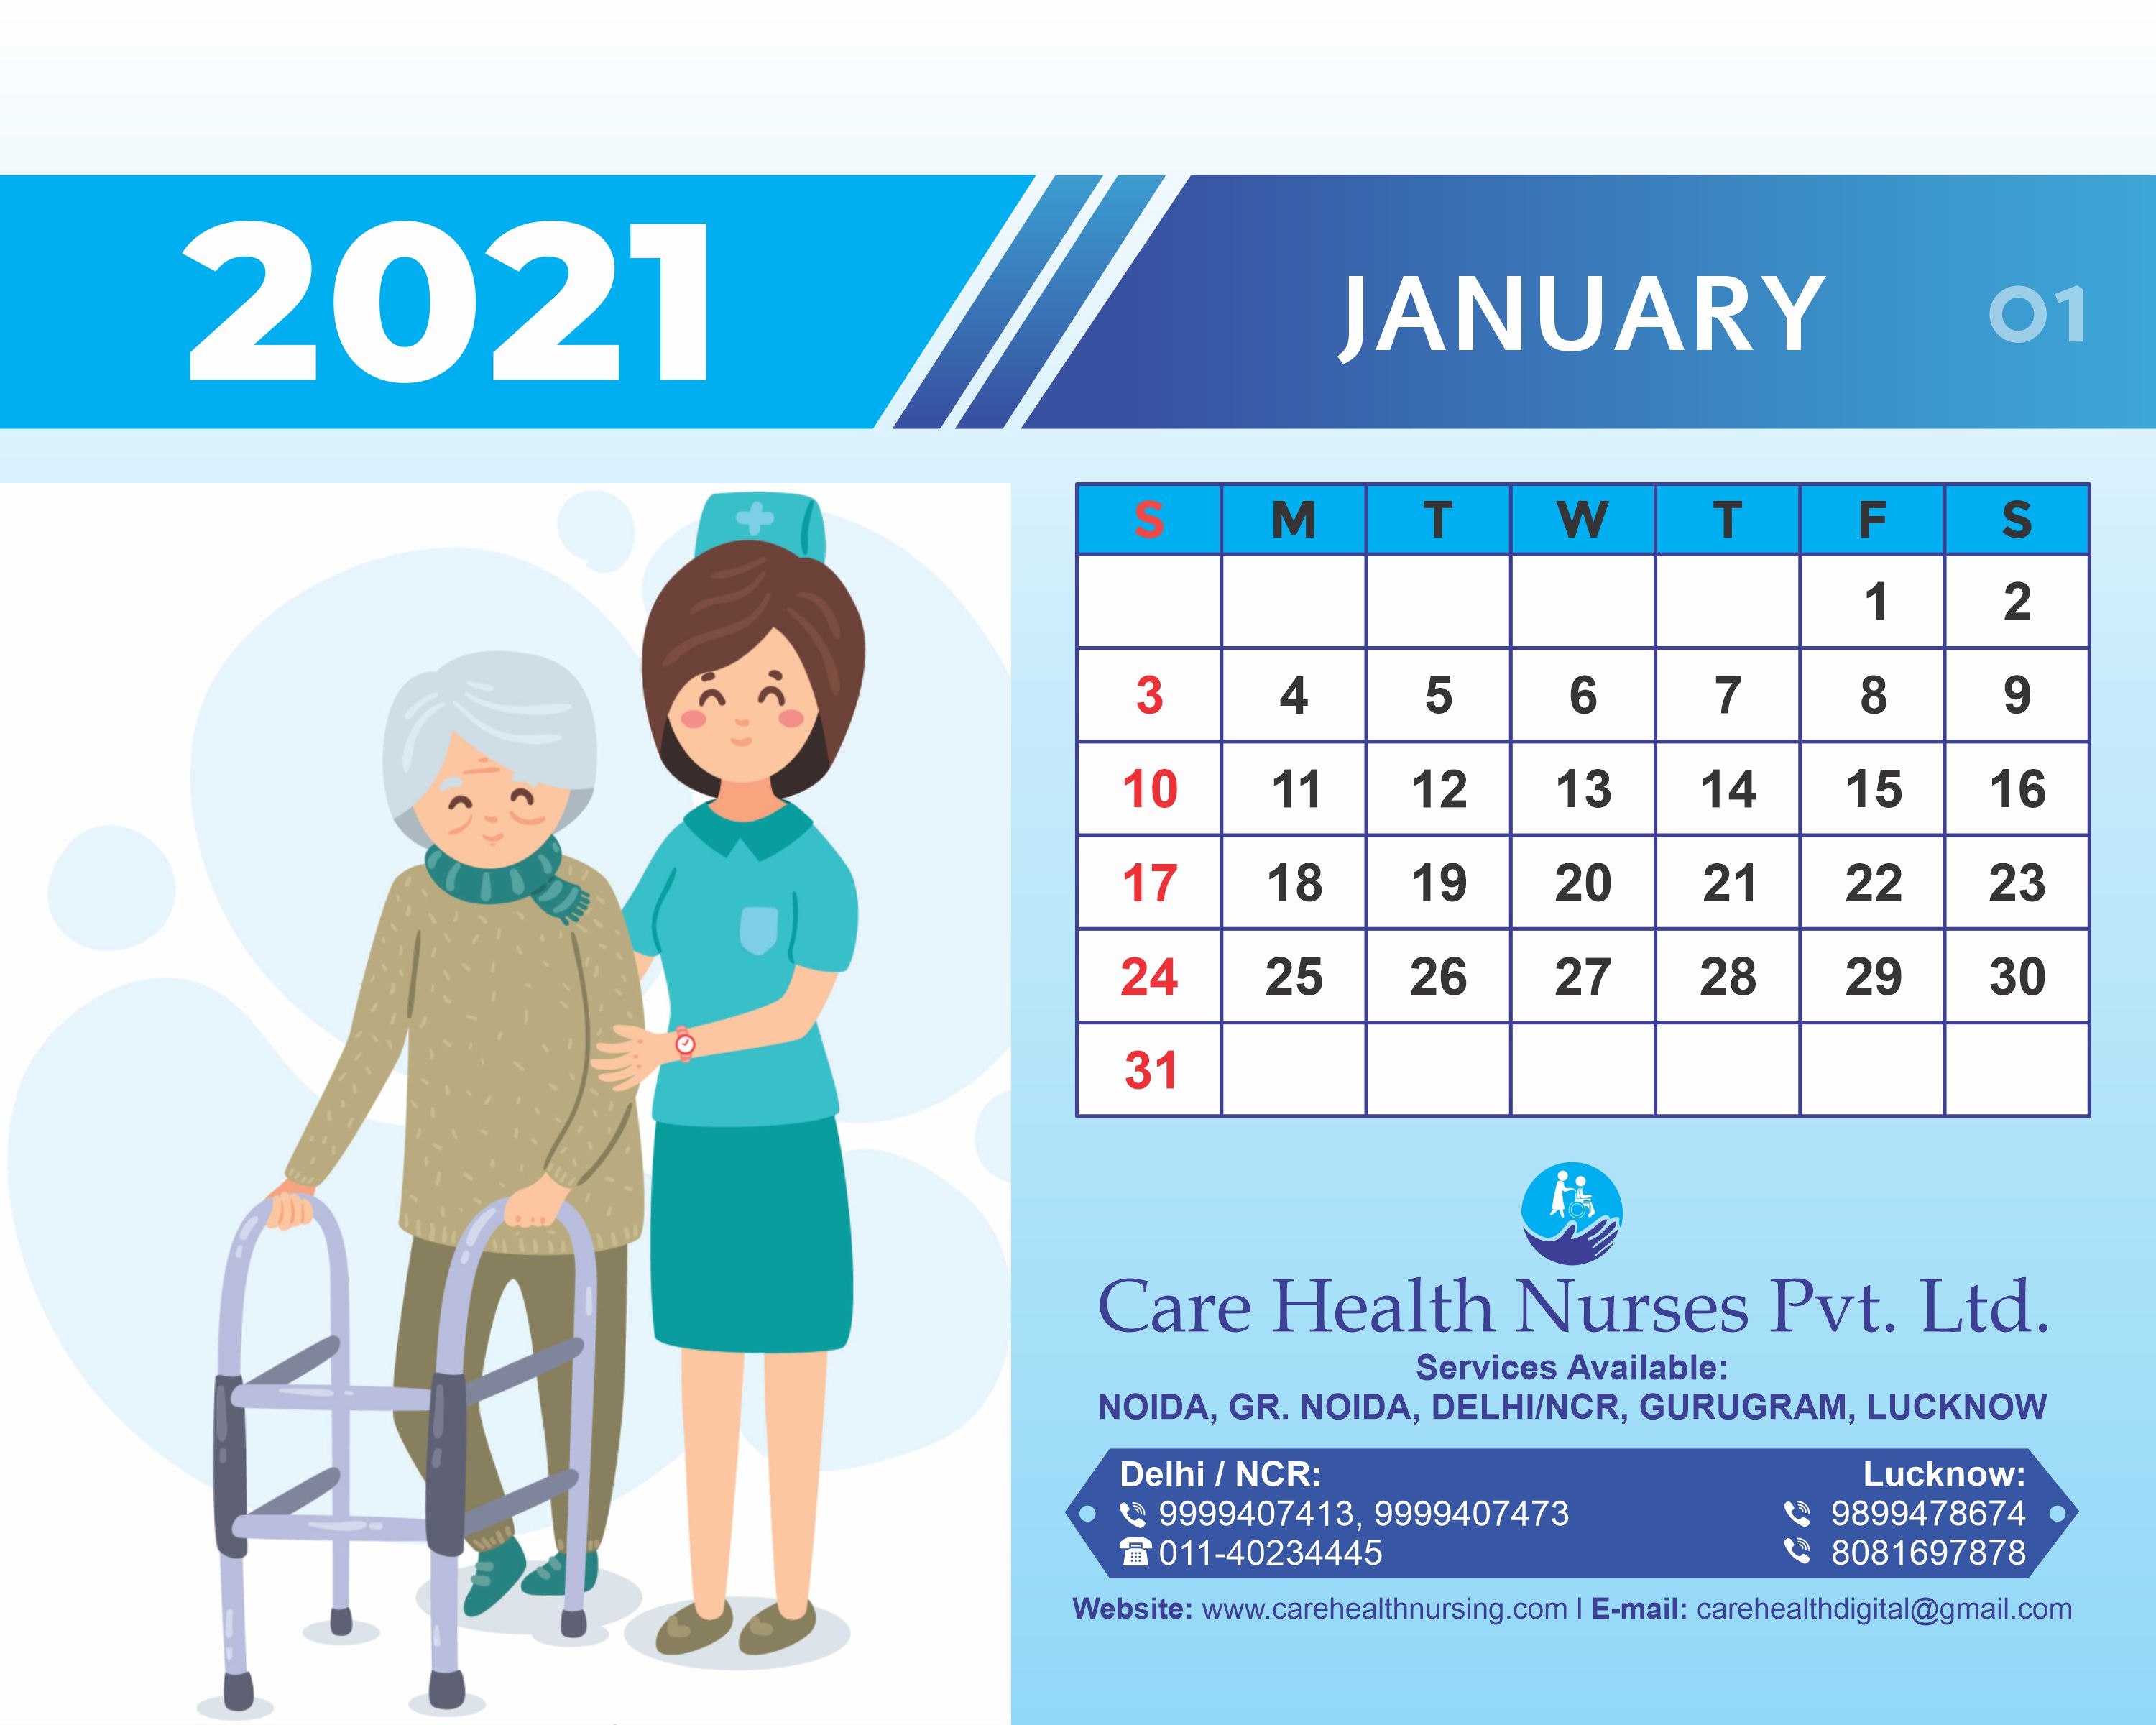 2021
JANUARY 01
S M T W T F S
1 2
3 4 5 6 7 8 9
10 11 12 13 14 15 16
17 18 19 20 21 22 23
24 25 26 27 28 29 30
31
Care Health Nurses Pvt. Ltd.
Services Available:
NOIDA, GR. NOIDA, DELHI/NCR, GURUGRAM, LUCKNOW
Delhi / NCR: Lucknow:
9999407413, 9999407473 9899478674
011-40234445 8081697878
Website: www.carehealthnursing.com I E-mail: carehealthdigital@gmail.com